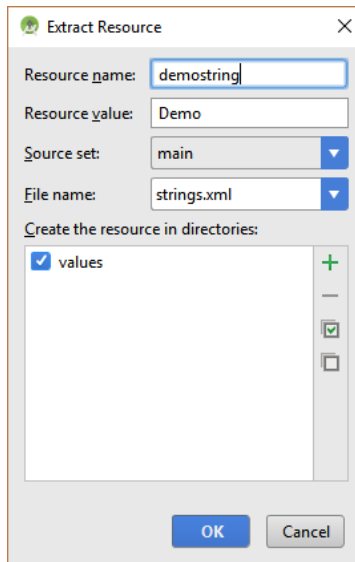 Extract Resource
Resource name: demostring
Resource value: Demo
Source set: main
File name: strings.xml
Create the resource in directories:
values
OK Cancel